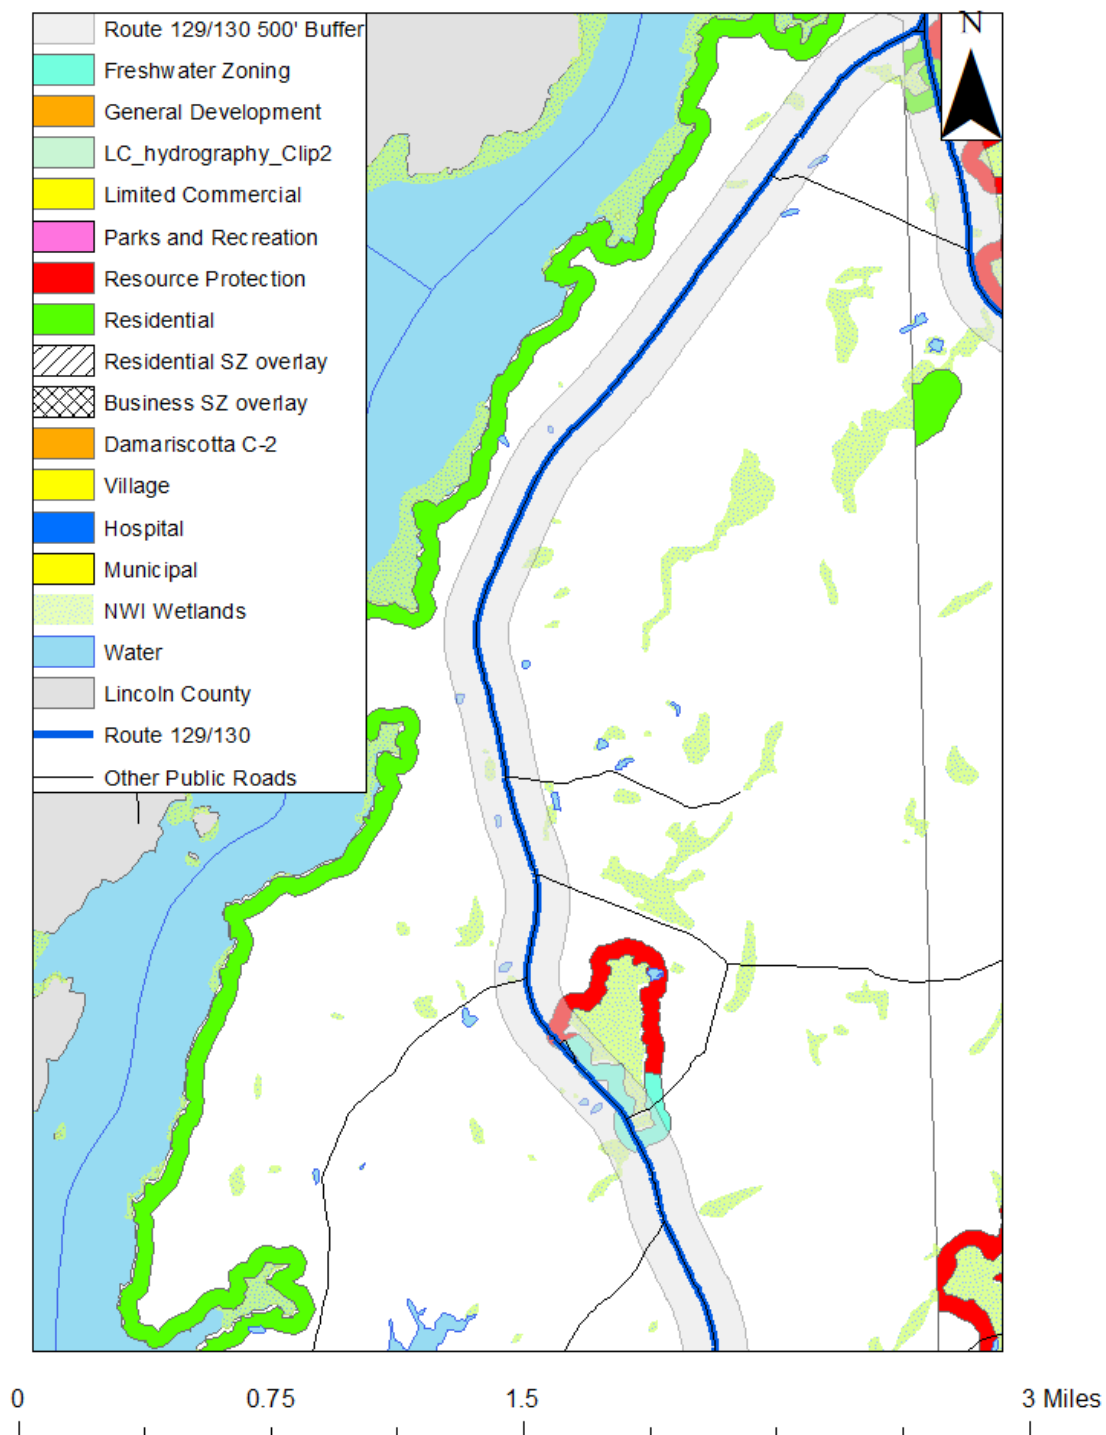 Route 129/130 500' Buffer
Freshwater Zoning
General Development
LC_hydrography_Clip2
Limited Commercial
Parks and Recreation
Resource Protection
Residential
Residential SZ overlay
Business SZ overlay
Damariscotta C-2
Village
Hospital
Municipal
NWI Wetlands
Water
Lincoln County
Route 129/130
Other Public Roads
N
0 0.75 1.5 3 Miles